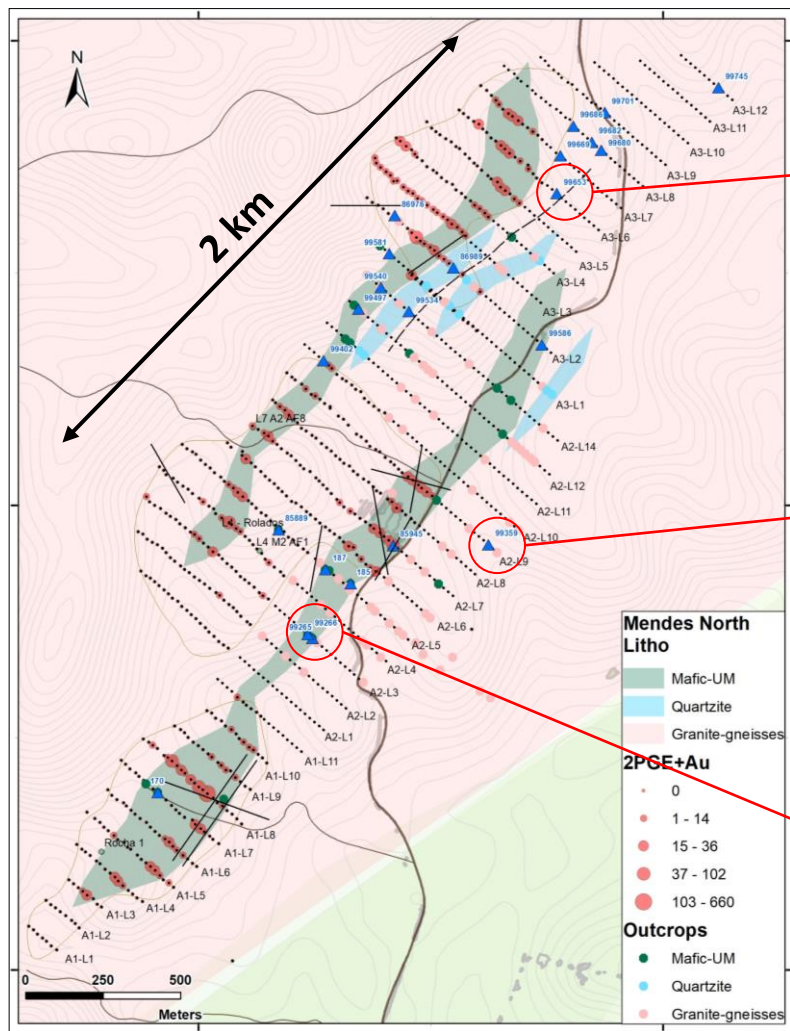 N
2 km
99745
99701
99686
99682
99669
99680
99653
86976
99581
86989
99540
99497
99534
99402
99586
A3-L12
A3-L11
A3-L10
A3-L9
A3-L8
A3-L7
A3-L6
A3-L5
A3-L4
A3-L3
A3-L2
A3-L1
A2-L14
A2-L12
A2-L11
A2-L10
A2-L9
A2-L8
A2-L7
A2-L6
A2-L5
A2-L4
A2-L3
A2-L2
A2-L1
L7 A2 AF8
L4 - Rolados
L4 M2 AF1
85889
85945
99359
187
185
99265
99266
A1-L11
A1-L10
A1-L9
A1-L8
A1-L7
A1-L6
A1-L5
A1-L4
A1-L3
A1-L2
A1-L1
170
Rocha 1
0 250 500
Meters
Mendes North
Litho
Mafic-UM
Quartzite
Granite-gneisses
2PGE+Au
0
1 - 14
15 - 36
37 - 102
103 - 660
Outcrops
Mafic-UM
Quartzite
Granite-gneisses